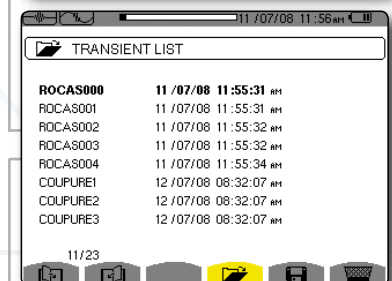 11 /07/08 11:56 AM
TRANSIENT LIST
ROCAS000 11 /07/08 11:55:31 AM
ROCAS001 11 /07/08 11:55:31 AM
ROCAS002 11 /07/08 11:55:32 AM
ROCAS003 11 /07/08 11:55:32 AM
ROCAS004 11 /07/08 11:55:34 AM
COUPURE1 12 /07/08 08:32:07 AM
COUPURE2 12 /07/08 08:32:07 AM
COUPURE3 12 /07/08 08:32:07 AM
11/23